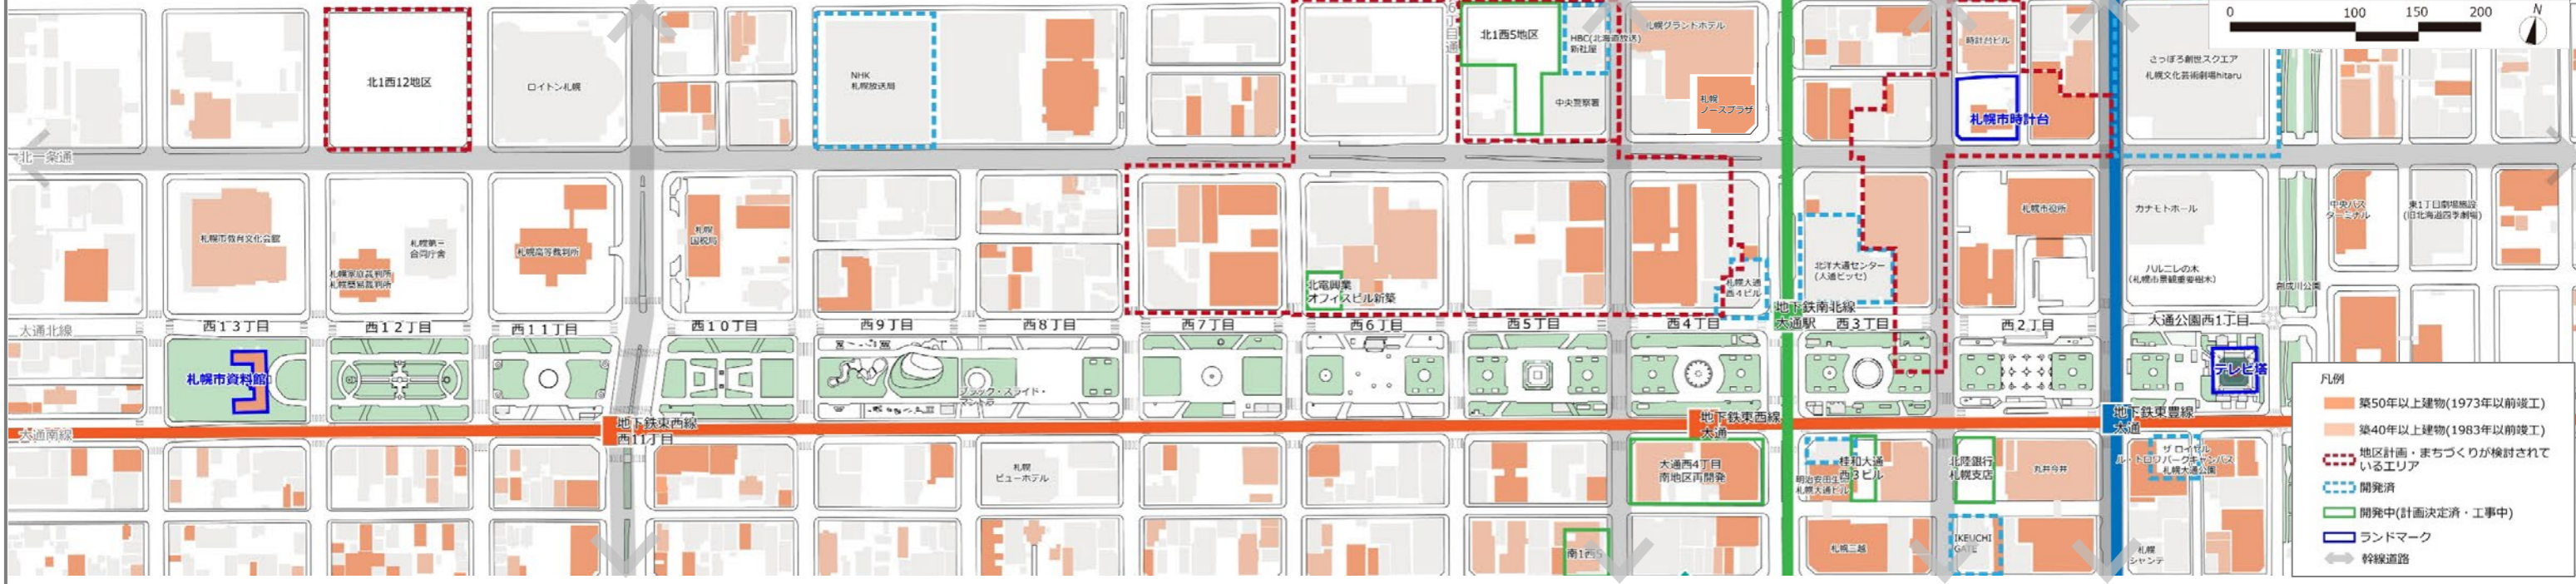 0 100 150 200
N
6丁目通
北1西5地区
HBC(北海道放送)
新社屋
札幌グランドホテル
時計台ビル
さっぽろ創世スクエア
札幌文化芸術劇場hitaru
北1西12地区
ロイトン札幌
NHK
札幌放送局
中央警察署
札幌
ノースプラザ
札幌市時計台
北一条通
札幌市教育文化会館
札幌第三
合同庁舎
札幌家庭裁判所
札幌簡易裁判所
札幌高等裁判所
札幌
国税局
北電興業
オフィスビル新築
札幌大通
西4ビル
北洋大通センター
(大通ビッセ)
札幌市役所
カナモトホール
ハルニレの木
(札幌市景観重要樹木)
創成川公園
中央バス
ターミナル
東1丁目劇場施設
(旧北海道四季劇場)
地下鉄南北線
大通駅
大通北線
西13丁目
西12丁目
西11丁目
西10丁目
西9丁目
西8丁目
西7丁目
西6丁目
西5丁目
西4丁目
西3丁目
西2丁目
大通公園西1丁目
札幌市資料館
ブラック・スライド・
マントラ
テレビ塔
大通南線
地下鉄東西線
西11丁目
地下鉄東西線
大通
地下鉄東豊線
大通
札幌
ビューホテル
大通西4丁目
南地区再開発
桂和大通
西3ビル
明治安田生命
札幌大通ビル
北陸銀行
札幌支店
丸井今井
ザ ロイヤル
ル・トロワパークキャンパス
札幌大通公園
南1西5
札幌三越
IKEUCHI
GATE
札幌
シャンテ
凡例
築50年以上建物(1973年以前竣工)
築40年以上建物(1983年以前竣工)
地区計画・まちづくりが検討されて
いるエリア
開発済
開発中(計画決定済・工事中)
ランドマーク
幹線道路